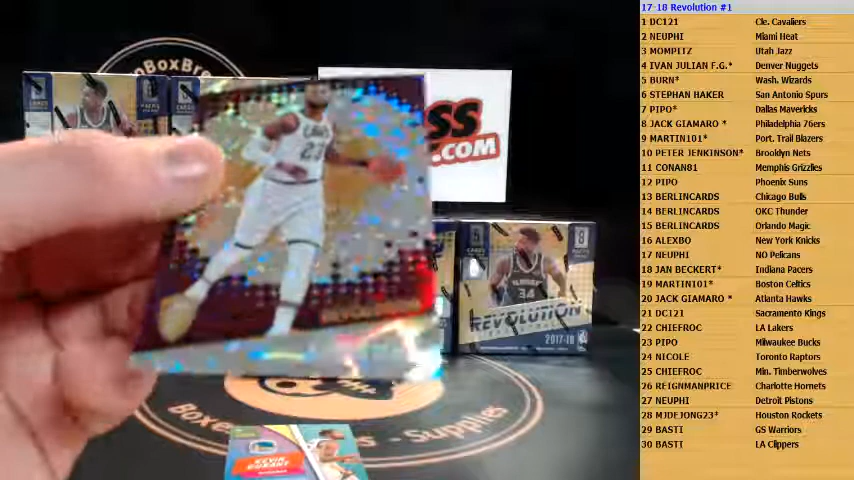 17-18 Revolution #1
1 DC121 Cle. Cavaliers
2 NEUPHI Miami Heat
3 MOMPITZ Utah Jazz
4 IVAN JULIAN F.G.* Denver Nuggets
5 BURN* Wash. Wizards
6 STEPHAN HAKER San Antonio Spurs
7 PIPO* Dallas Mavericks
8 JACK GIAMARO * Philadelphia 76ers
9 MARTIN101* Port. Trail Blazers
10 PETER JENKINSON* Brooklyn Nets
11 CONAN81 Memphis Grizzlies
12 PIPO Phoenix Suns
13 BERLINCARDS Chicago Bulls
14 BERLINCARDS OKC Thunder
15 BERLINCARDS Orlando Magic
16 ALEXBO New York Knicks
17 NEUPHI NO Pelicans
18 JAN BECKERT* Indiana Pacers
19 MARTIN101* Boston Celtics
20 JACK GIAMARO * Atlanta Hawks
21 DC121 Sacramento Kings
22 CHIEFROC LA Lakers
23 PIPO Milwaukee Bucks
24 NICOLE Toronto Raptors
25 CHIEFROC Min. Timberwolves
26 REIGNMANPRICE Charlotte Hornets
27 NEUPHI Detroit Pistons
28 MJDEJONG23* Houston Rockets
29 BASTI GS Warriors
30 BASTI LA Clippers
SS
.COM
23
8
34
REVOLUTION
2017-18
Supplies
KEVIN DURANT